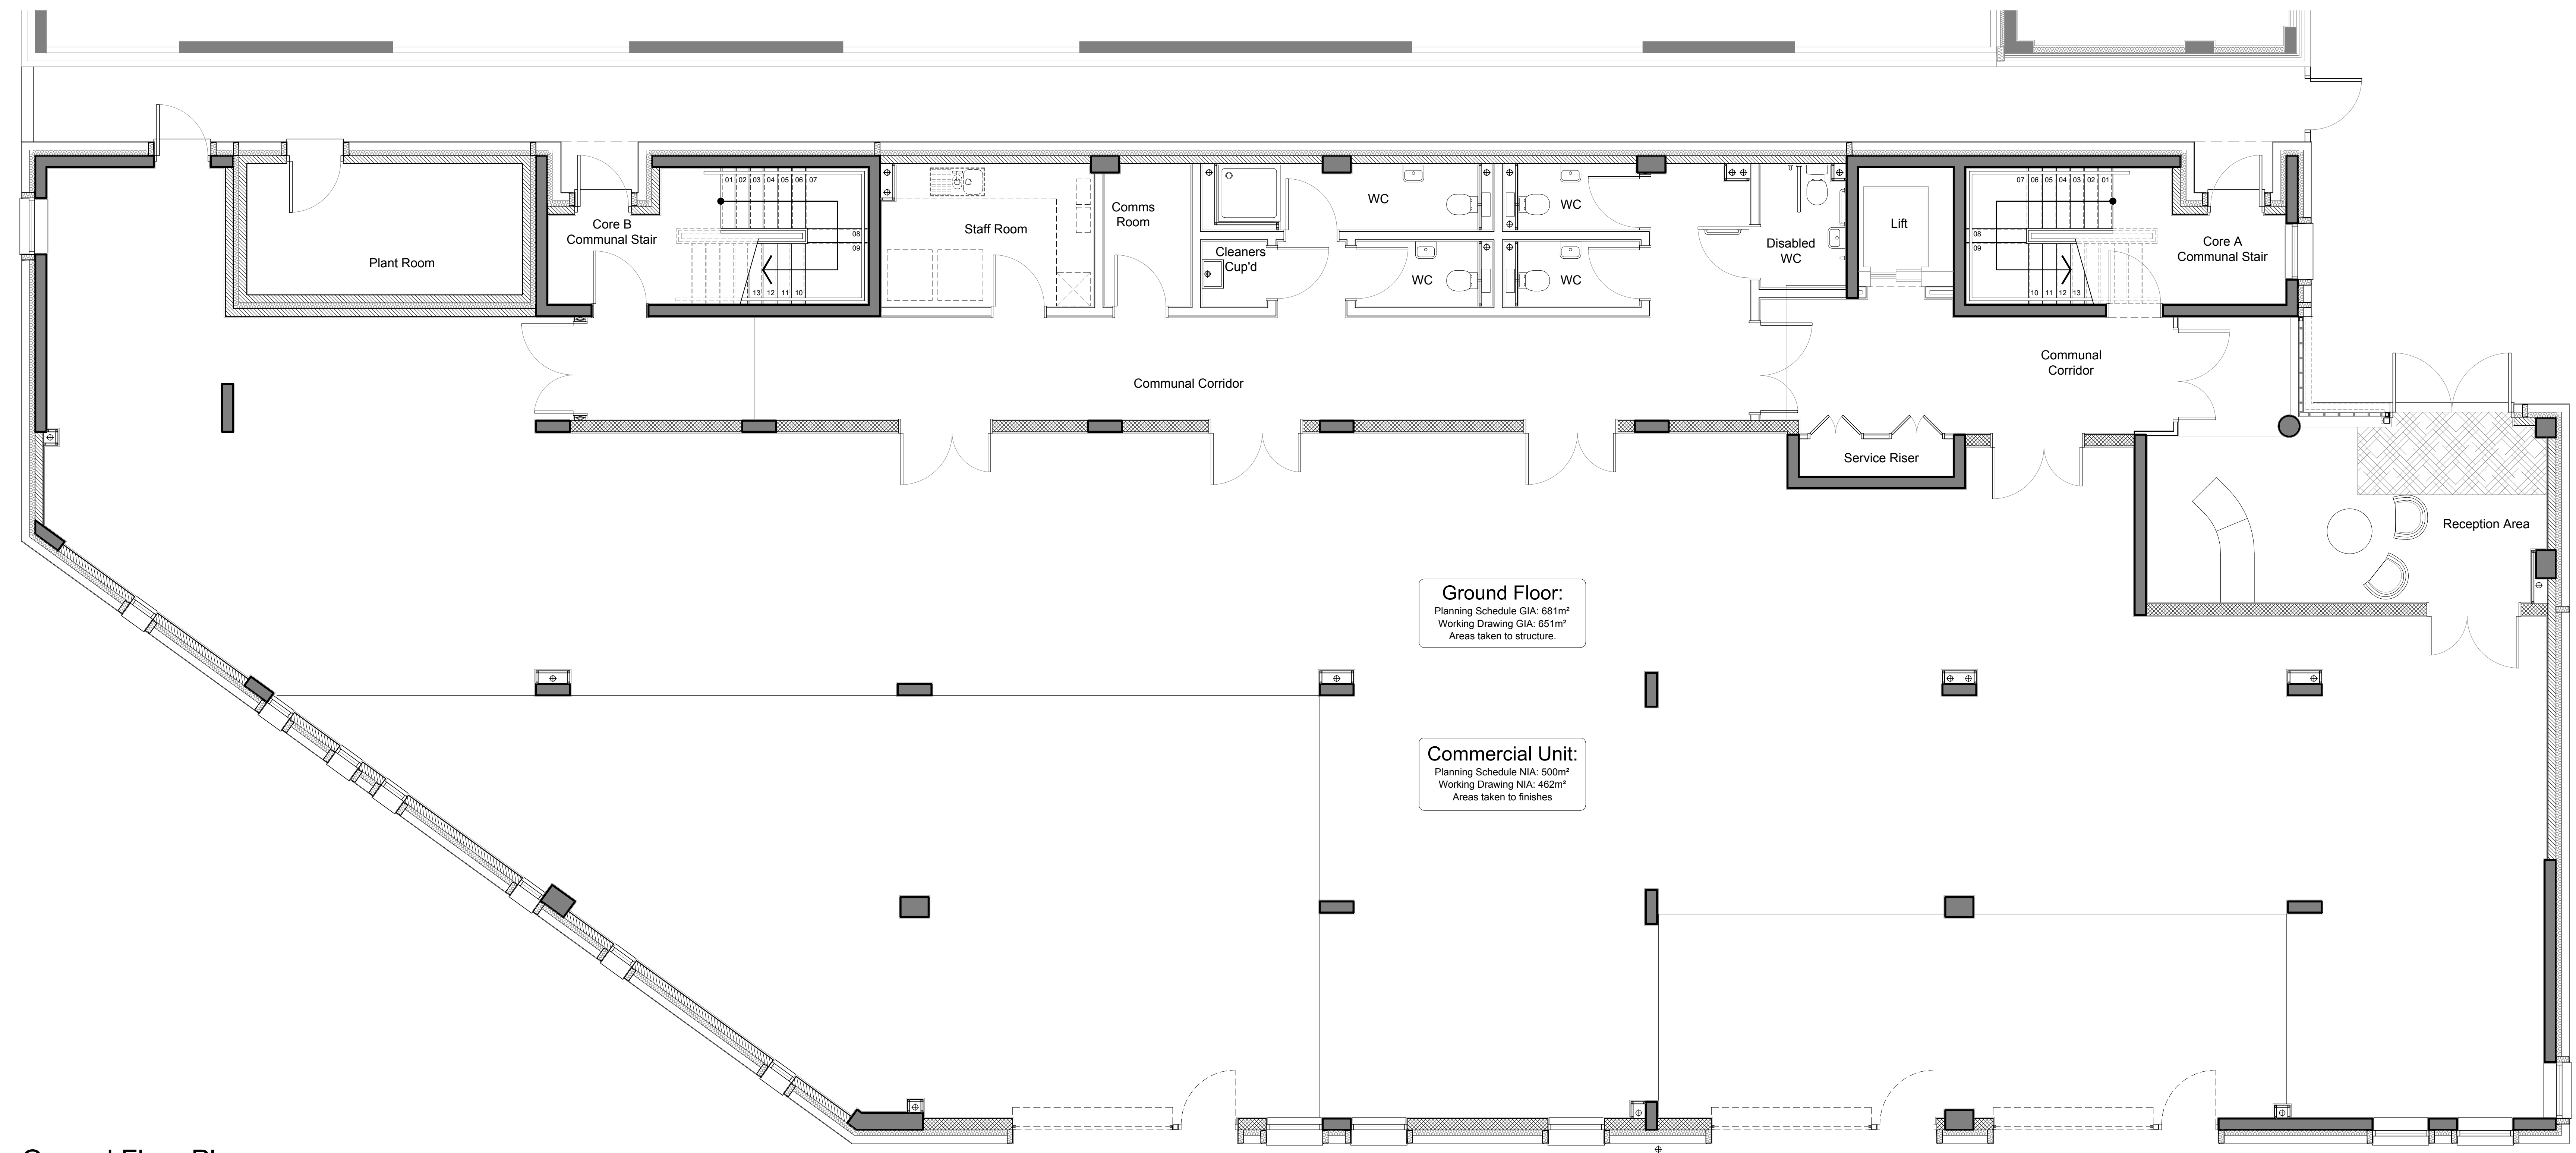 01 02 03 04 05 06 07
08
09
13 12 11 10
Core B
Communal Stair
Plant Room
Staff Room
Comms
Room
WC
WC
Cleaners
Cup'd
WC
WC
Disabled
WC
Lift
07 06 05 04 03 02 01
08
09
10 11 12 13
Core A
Communal Stair
Communal Corridor
Communal
Corridor
Service Riser
Reception Area
Ground Floor:
Planning Schedule GIA: 681m²
Working Drawing GIA: 651m²
Areas taken to structure.
Commercial Unit:
Planning Schedule NIA: 500m²
Working Drawing NIA: 462m²
Areas taken to finishes